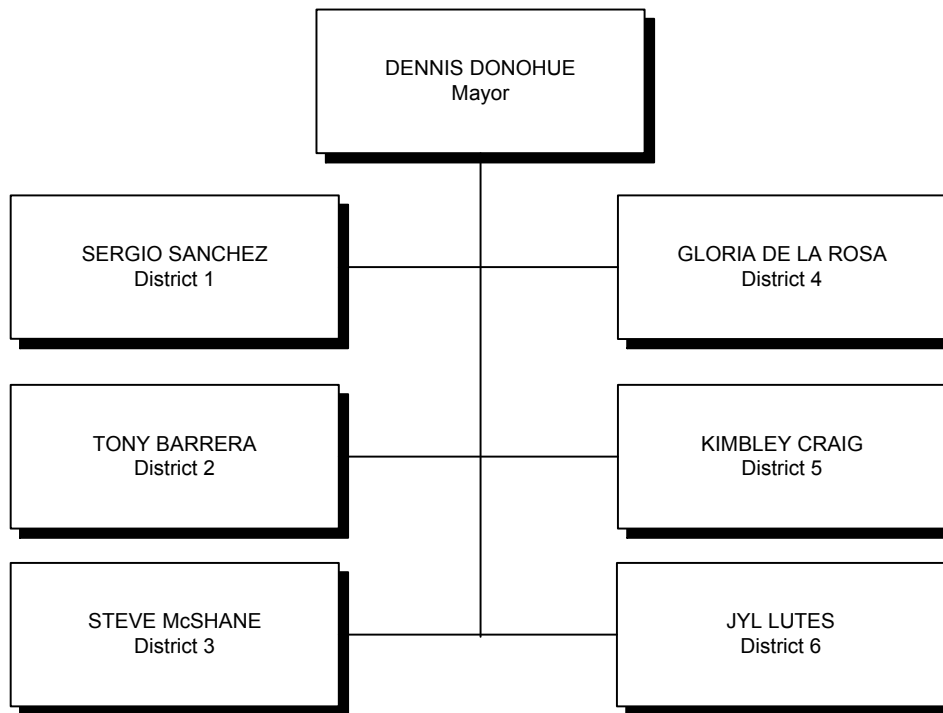 DENNIS DONOHUE
Mayor
SERGIO SANCHEZ
District 1
GLORIA DE LA ROSA
District 4
TONY BARRERA
District 2
KIMBLEY CRAIG
District 5
STEVE McSHANE
District 3
JYL LUTES
District 6